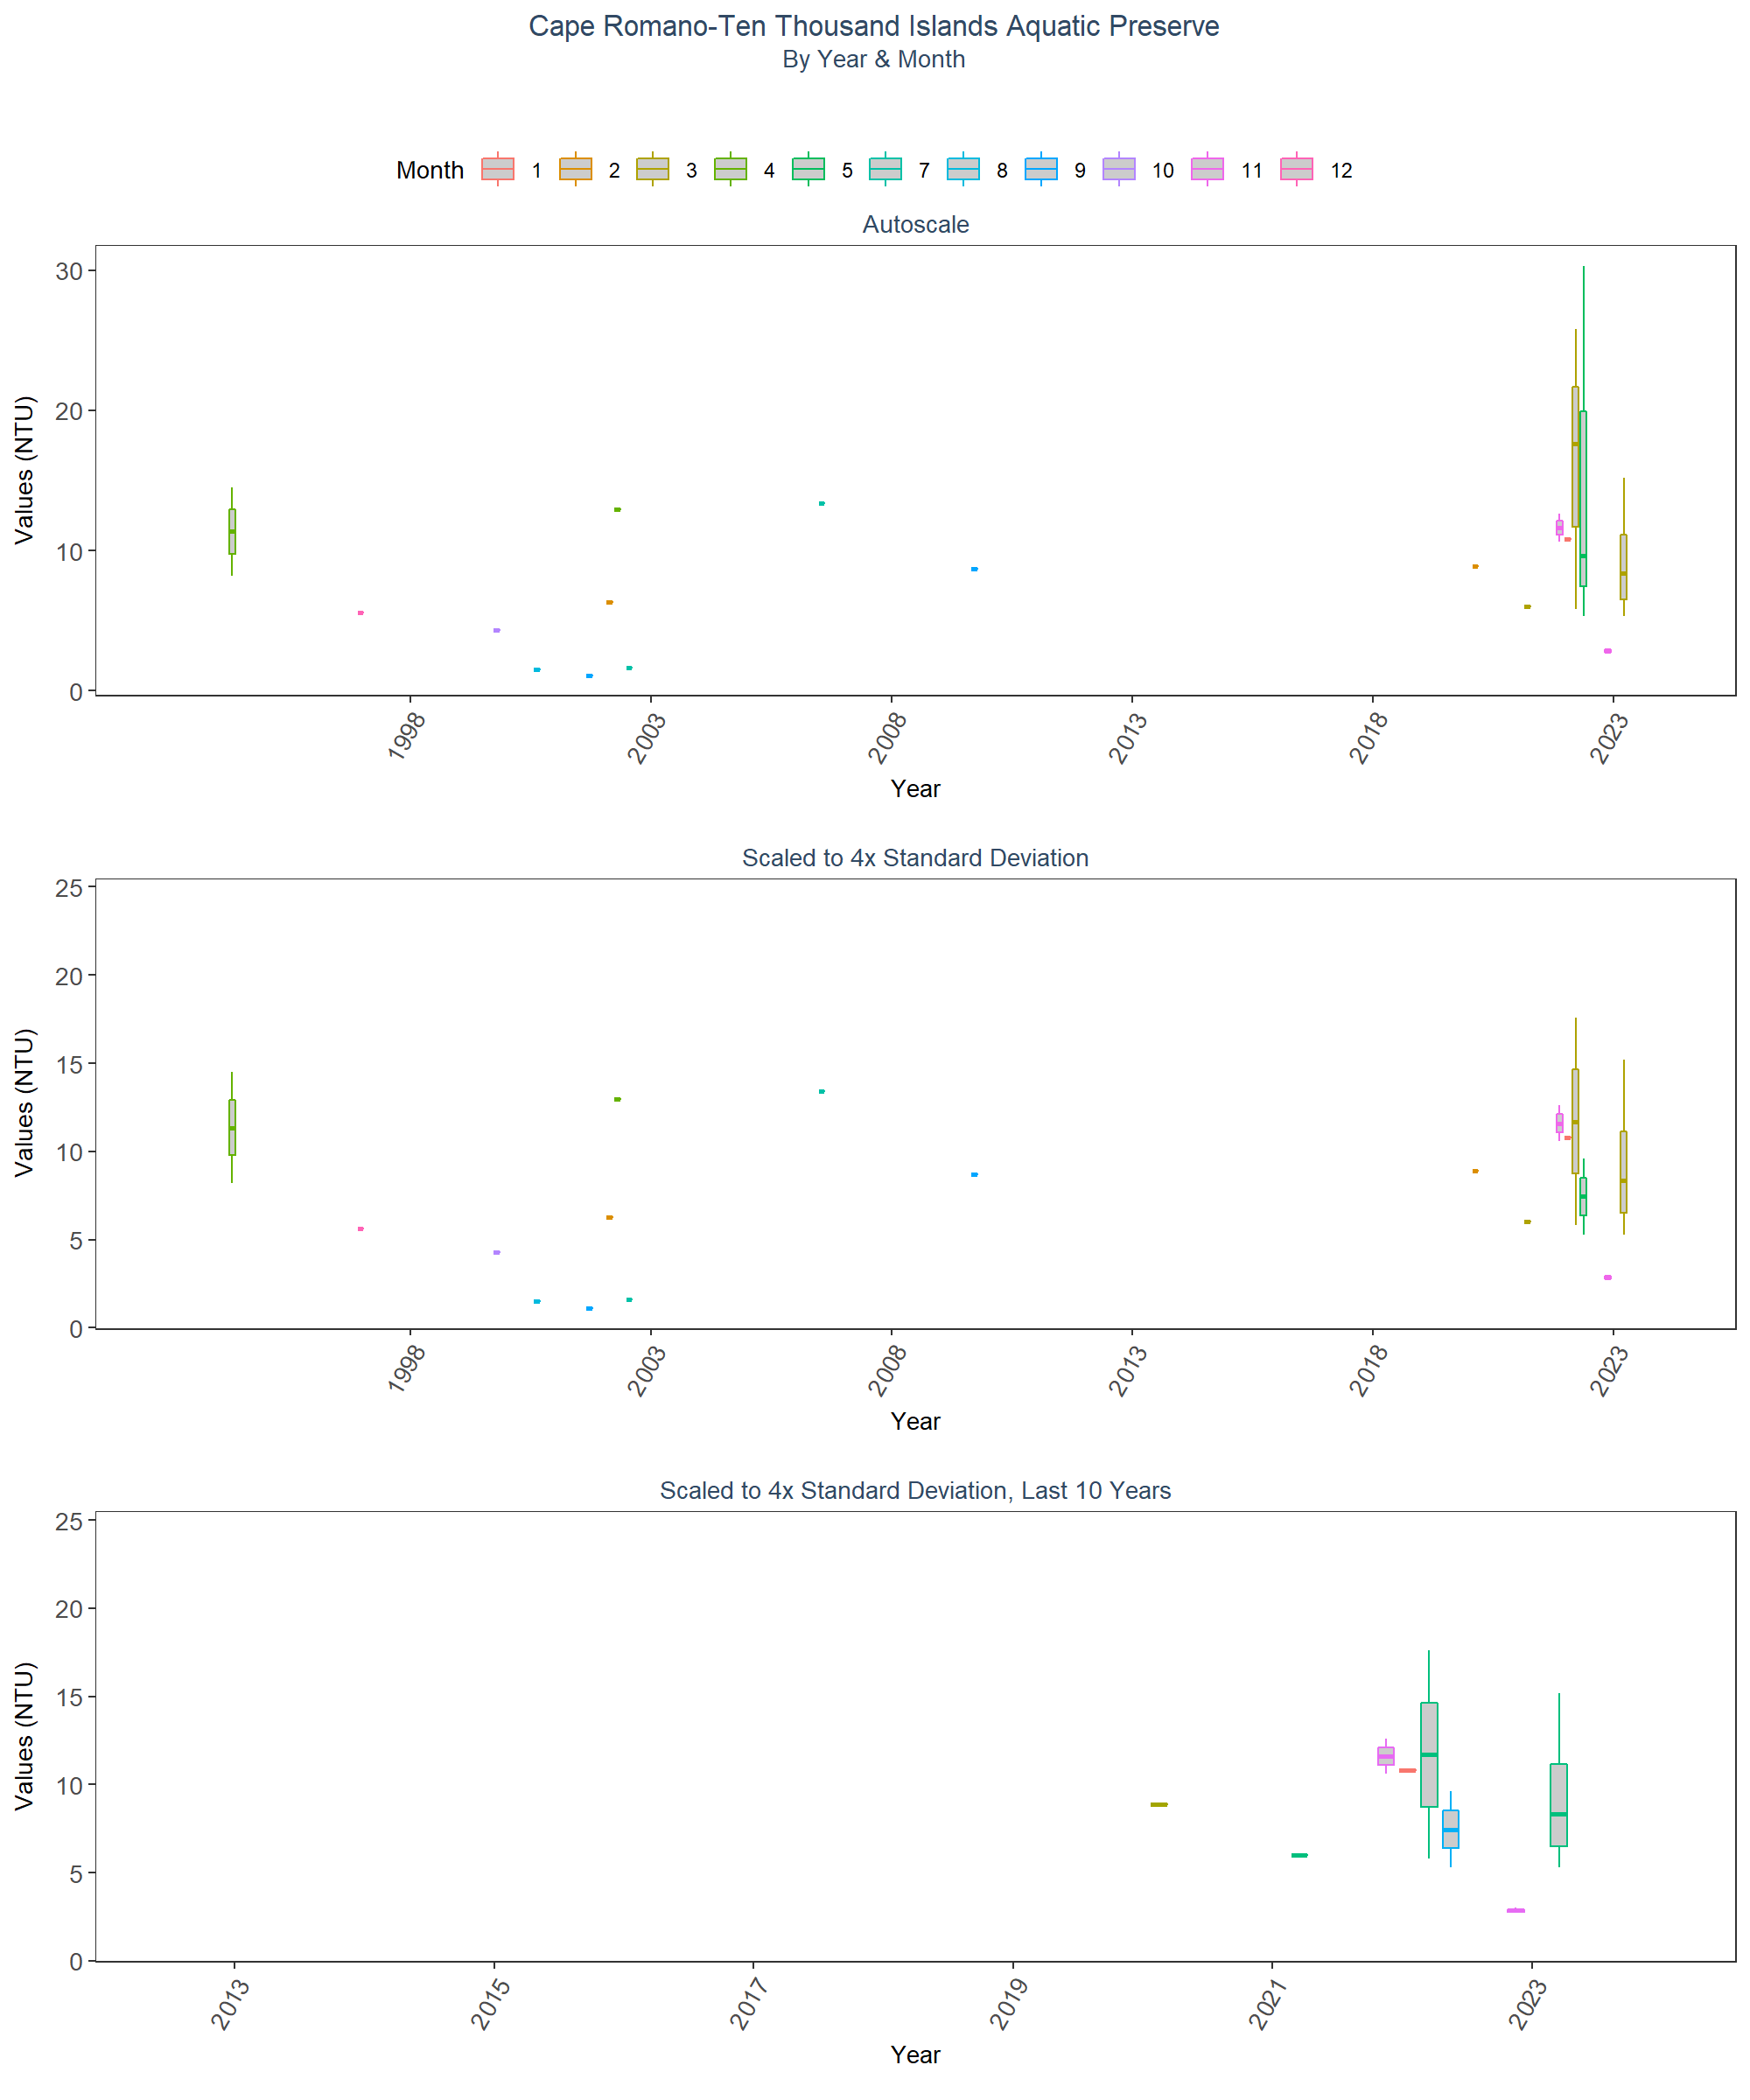 Cape Romano-Ten Thousand Islands Aquatic Preserve
By Year & Month
Month 1 2 3 4 5 7 8 9 10 11 12
Autoscale
Values (NTU)
30
20
10
0
1998 2003 2008 2013 2018 2023
Year
Scaled to 4x Standard Deviation
Values (NTU)
25
20
15
10
5
0
1998 2003 2008 2013 2018 2023
Year
Scaled to 4x Standard Deviation, Last 10 Years
Values (NTU)
25
20
15
10
5
0
2013 2015 2017 2019 2021 2023
Year